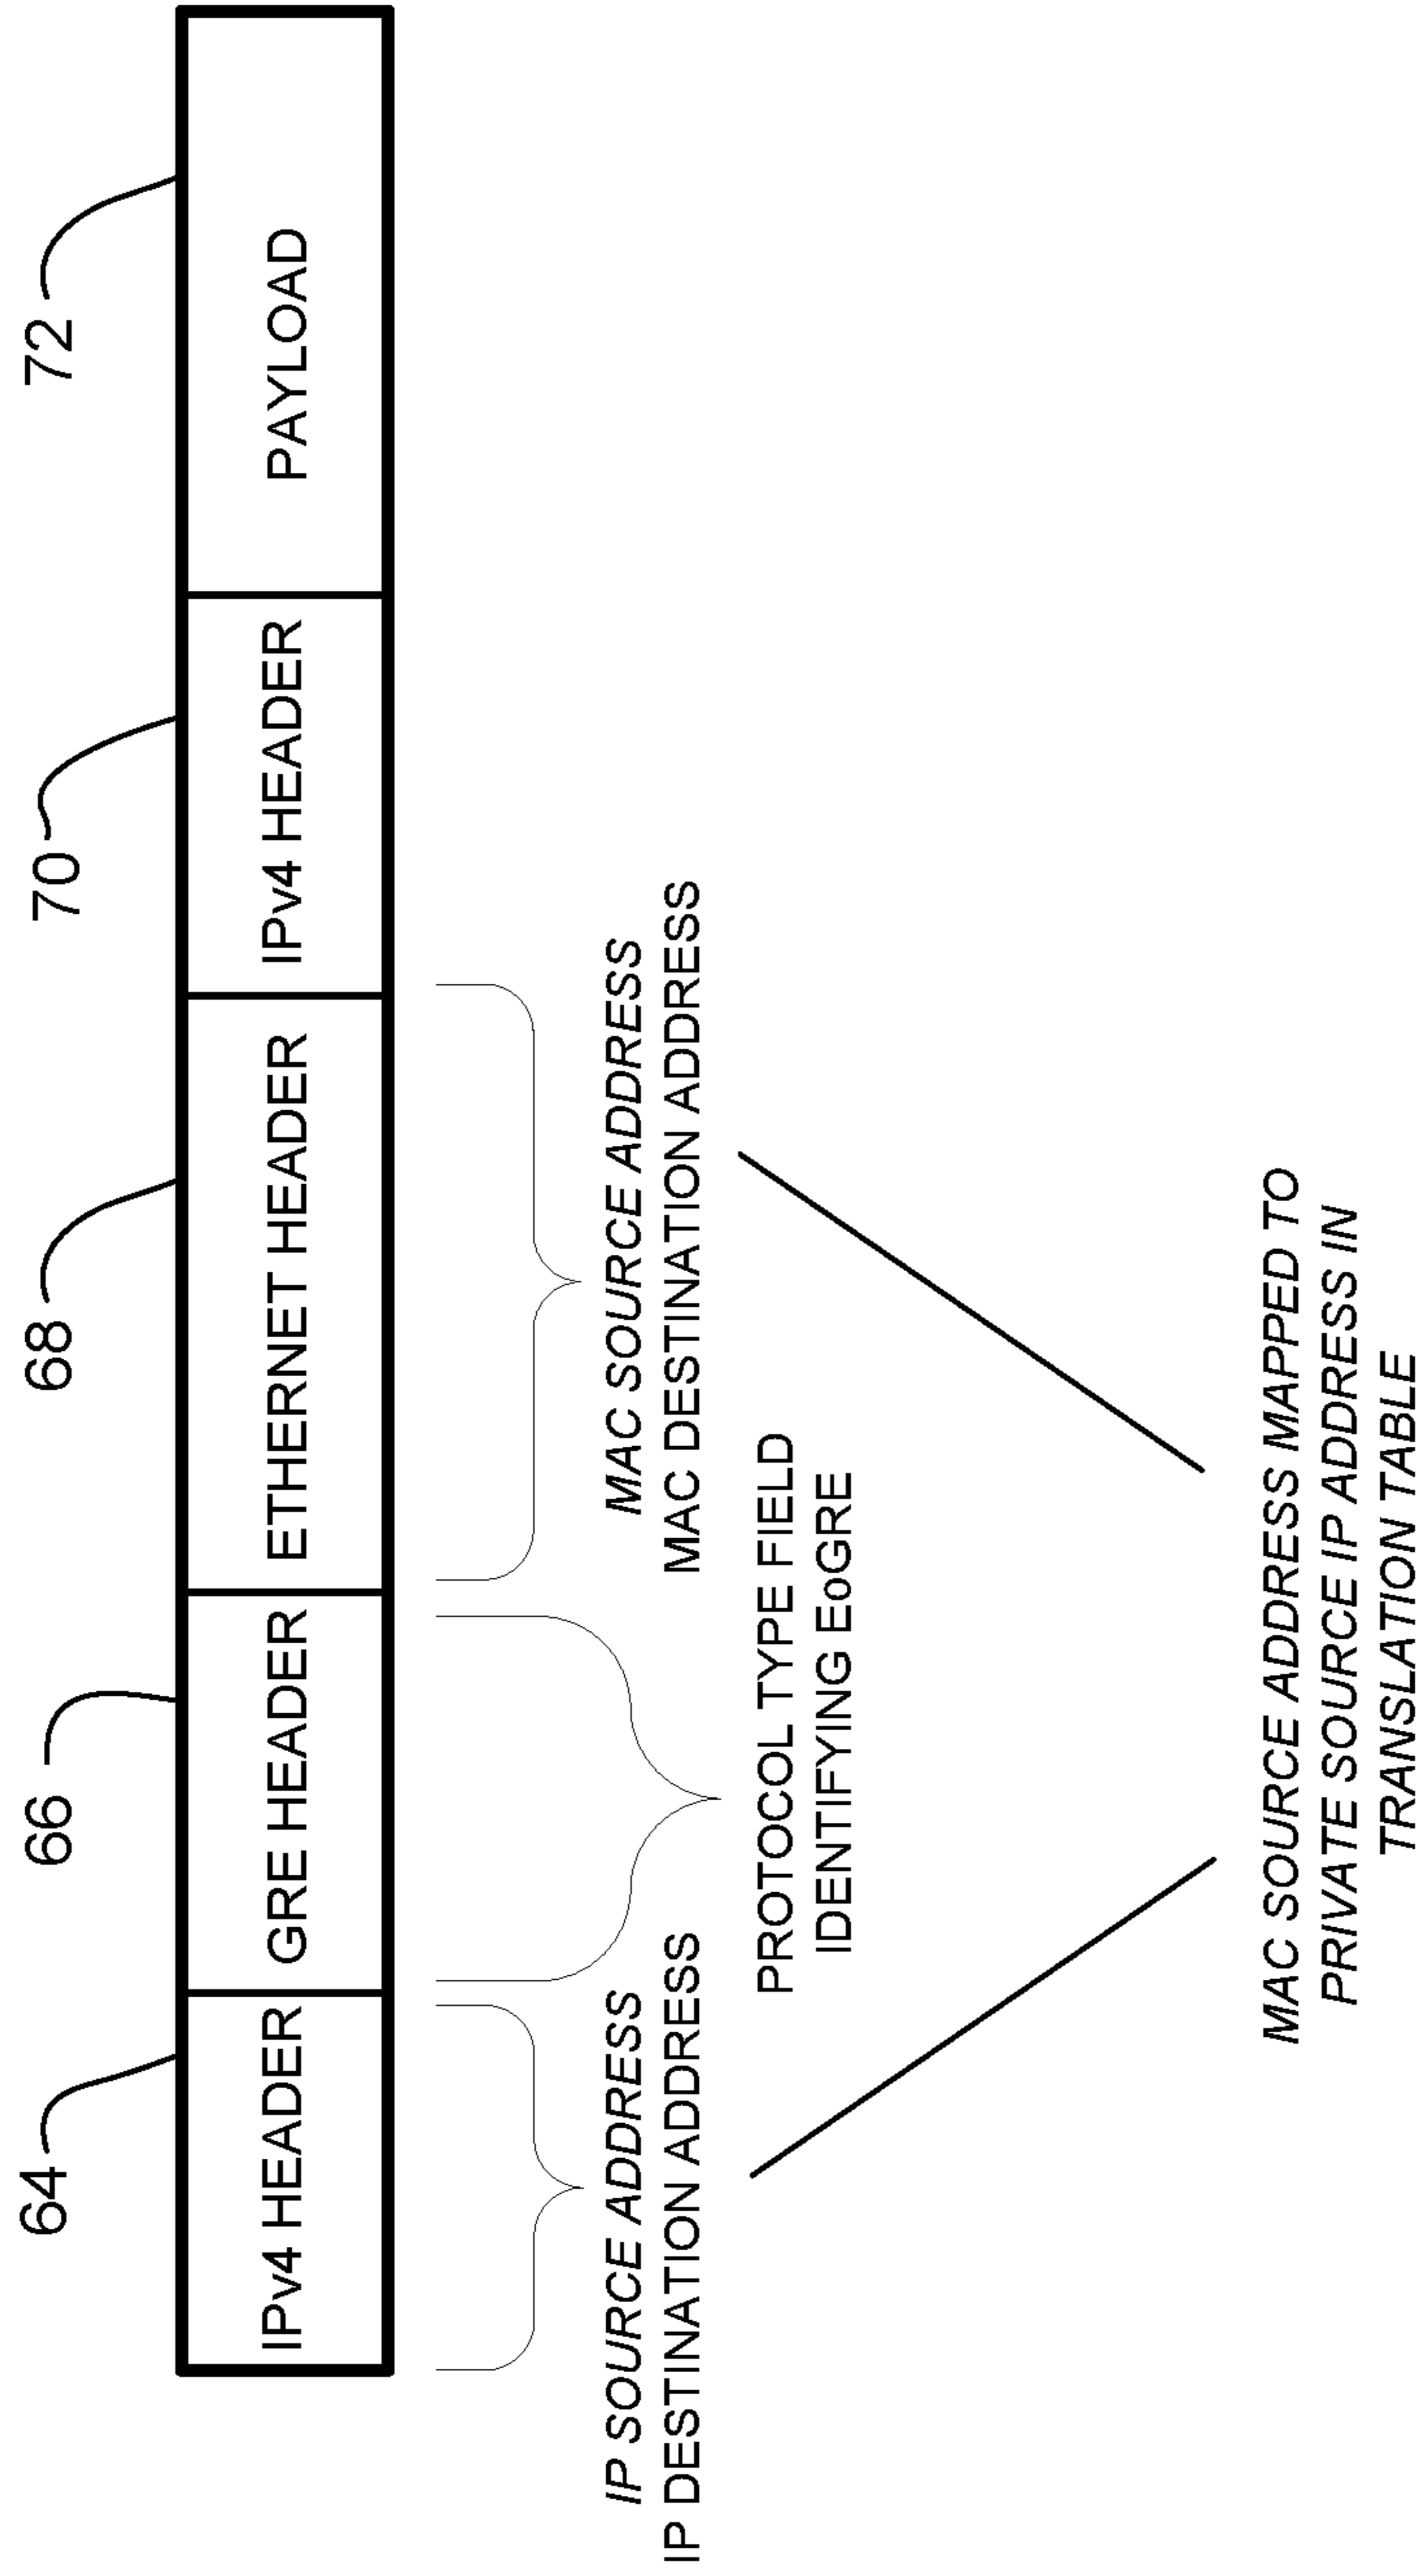 64
66
68
70
72
IPv4 HEADER
GRE HEADER
ETHERNET HEADER
IPv4 HEADER
PAYLOAD
IP SOURCE ADDRESS
IP DESTINATION ADDRESS
MAC SOURCE ADDRESS
MAC DESTINATION ADDRESS
PROTOCOL TYPE FIELD
IDENTIFYING EoGRE
MAC SOURCE ADDRESS MAPPED TO
PRIVATE SOURCE IP ADDRESS IN
TRANSLATION TABLE